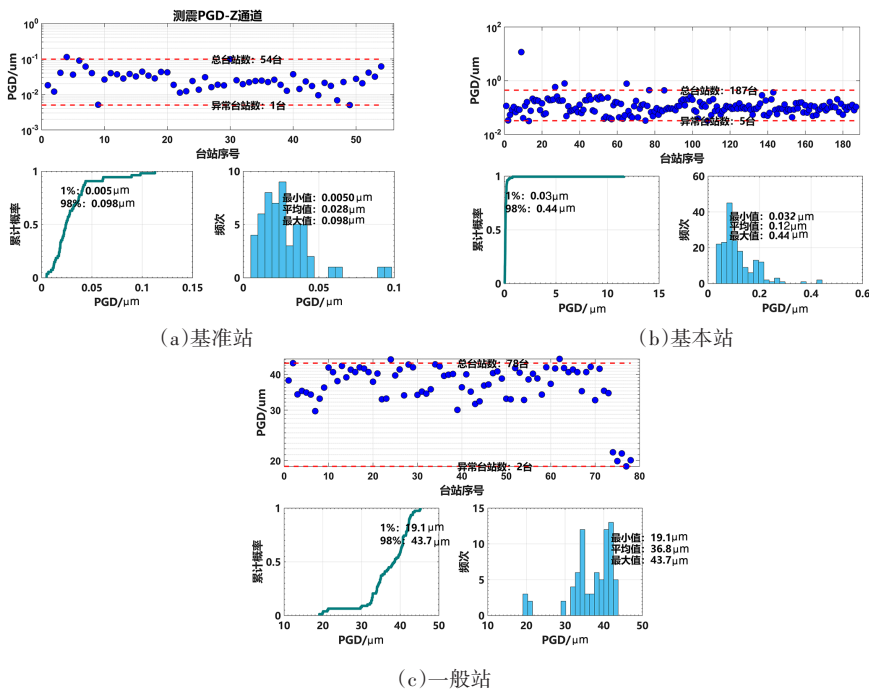 测震PGD-Z通道
PGD/um
10^0
10^-1
10^-2
10^-3
总台站数：54台
异常台站数：1台
0 10 20 30 40 50
台站序号
累计概率
1
0.5
0
1%：0.005μm
98%：0.098μm
0 0.05 0.1 0.15
PGD/μm
频次
10
5
0
最小值：0.0050μm
平均值：0.028μm
最大值：0.098μm
0 0.05 0.1
PGD/μm
(a)基准站
PGD/um
10^2
10^0
10^-2
总台站数：187台
异常台站数：5台
0 20 40 60 80 100 120 140 160 180
台站序号
累计概率
1
0.5
0
1%：0.03μm
98%：0.44μm
0 5 10 15
PGD/μm
频次
60
40
20
0
最小值：0.032μm
平均值：0.12μm
最大值：0.44μm
0 0.2 0.4 0.6
PGD/μm
(b)基本站
PGD/um
40
30
20
总台站数：78台
异常台站数：2台
0 10 20 30 40 50 60 70 80
台站序号
累计概率
1
0.5
0
1%：19.1μm
98%：43.7μm
10 20 30 40 50
PGD/μm
频次
15
10
5
0
最小值：19.1μm
平均值：36.8μm
最大值：43.7μm
10 20 30 40 50
PGD/μm
(c)一般站